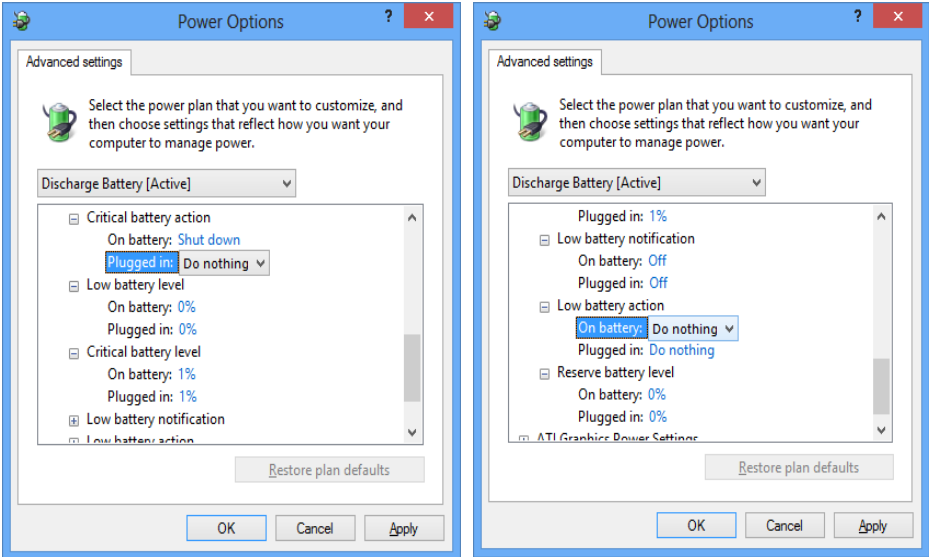 Power Options
?
×
Advanced settings
Select the power plan that you want to customize, and
then choose settings that reflect how you want your
computer to manage power.
Discharge Battery [Active]
Critical battery action
On battery: Shut down
Plugged in: Do nothing
Low battery level
On battery: 0%
Plugged in: 0%
Critical battery level
On battery: 1%
Plugged in: 1%
Low battery notification
Low battery action
Restore plan defaults
OK Cancel Apply
Power Options
?
×
Advanced settings
Select the power plan that you want to customize, and
then choose settings that reflect how you want your
computer to manage power.
Discharge Battery [Active]
Plugged in: 1%
Low battery notification
On battery: Off
Plugged in: Off
Low battery action
On battery: Do nothing
Plugged in: Do nothing
Reserve battery level
On battery: 0%
Plugged in: 0%
ATI Graphics Power Settings
Restore plan defaults
OK Cancel Apply